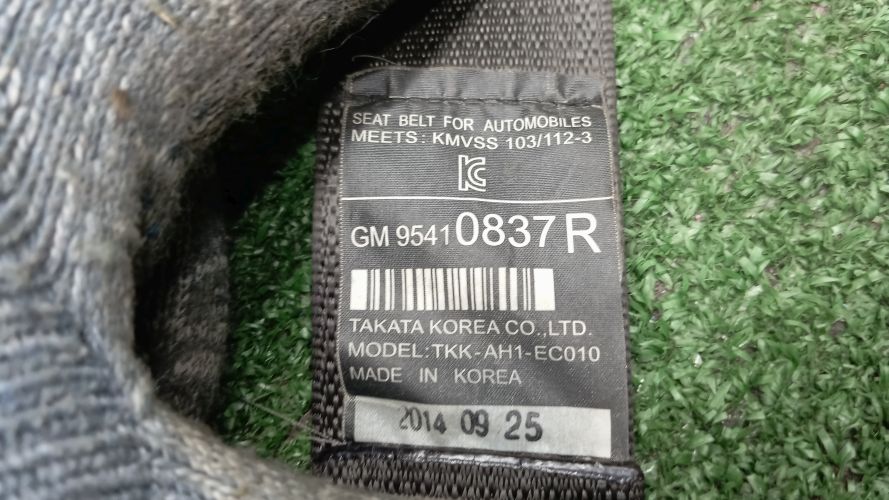 SEAT BELT FOR AUTOMOBILES
MEETS: KMVSS 103/112-3
KC
GM 95410837 R
TAKATA KOREA CO.,LTD.
MODEL:TKK-AH1-EC010
MADE IN KOREA
2014 09 25